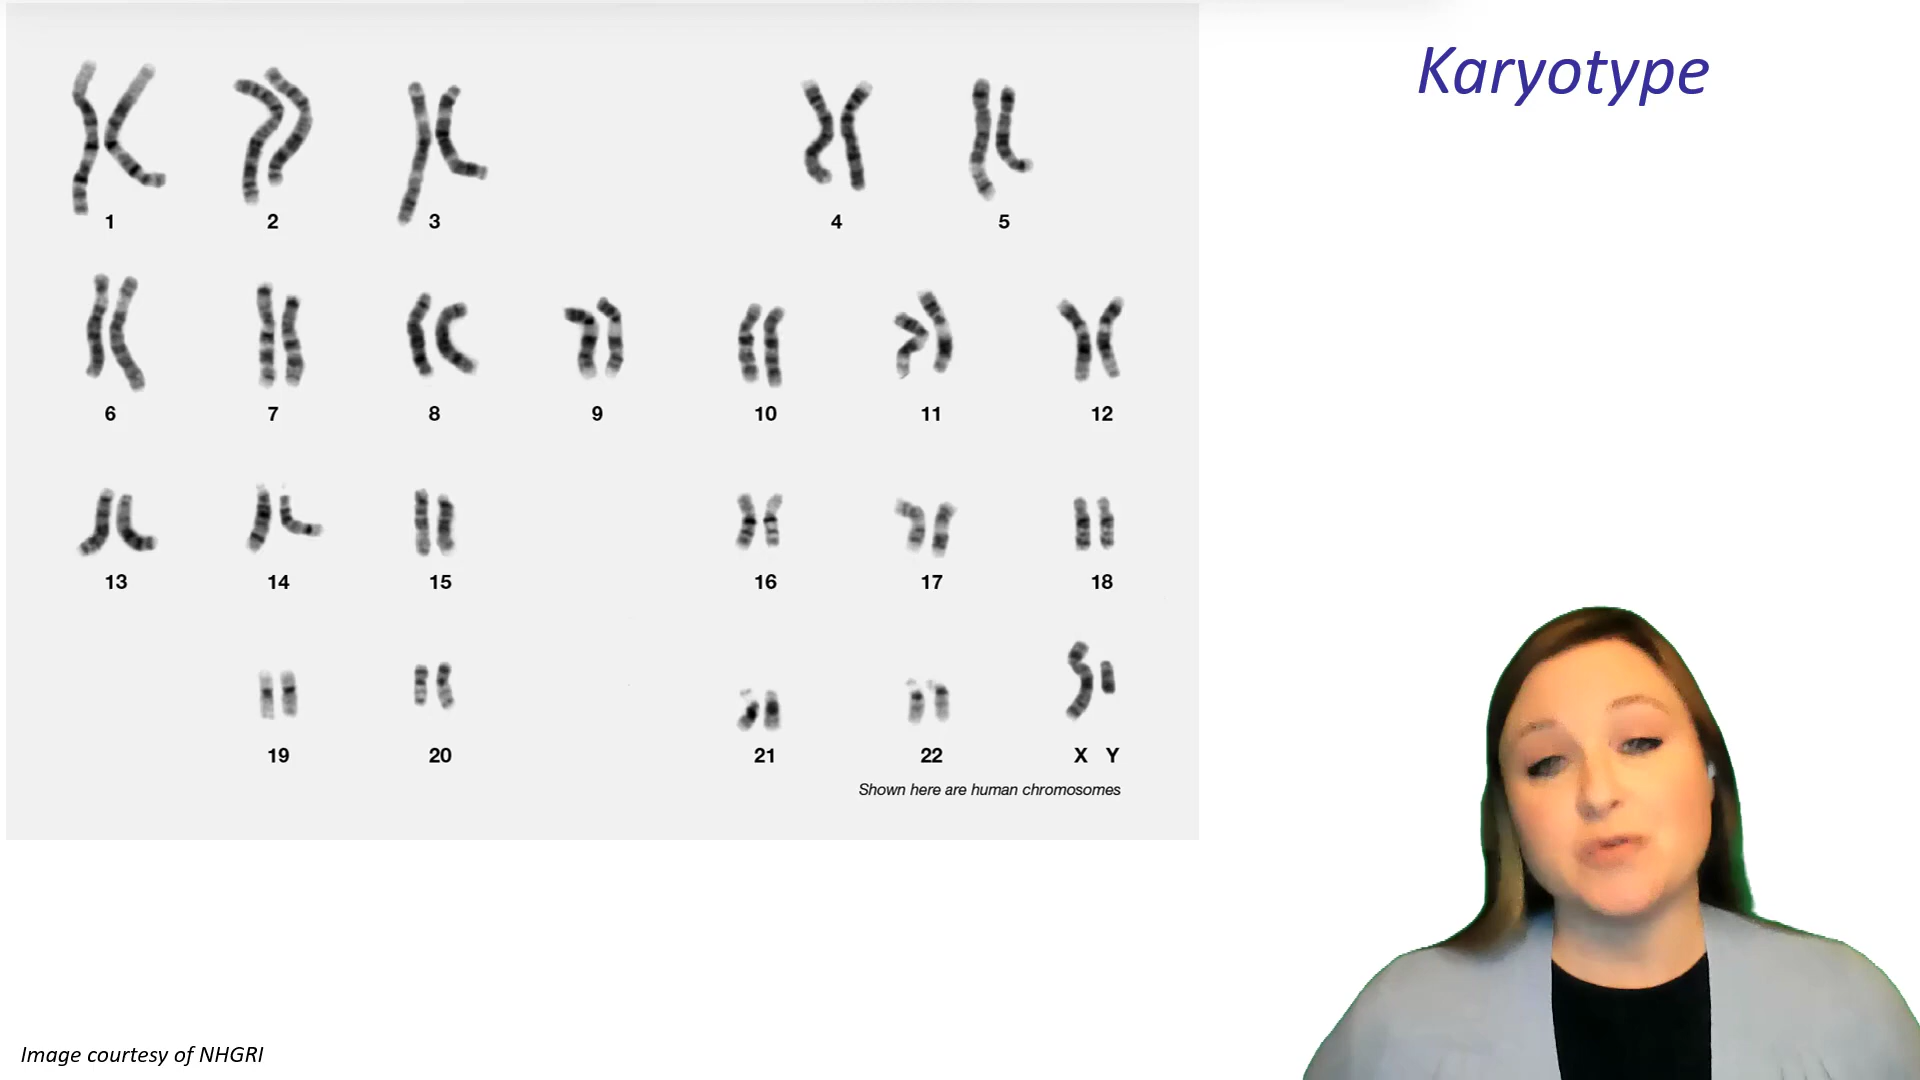 Karyotype
1 2 3 4 5
6 7 8 9 10 11 12
13 14 15 16 17 18
19 20 21 22 X Y
Shown here are human chromosomes
Image courtesy of NHGRI